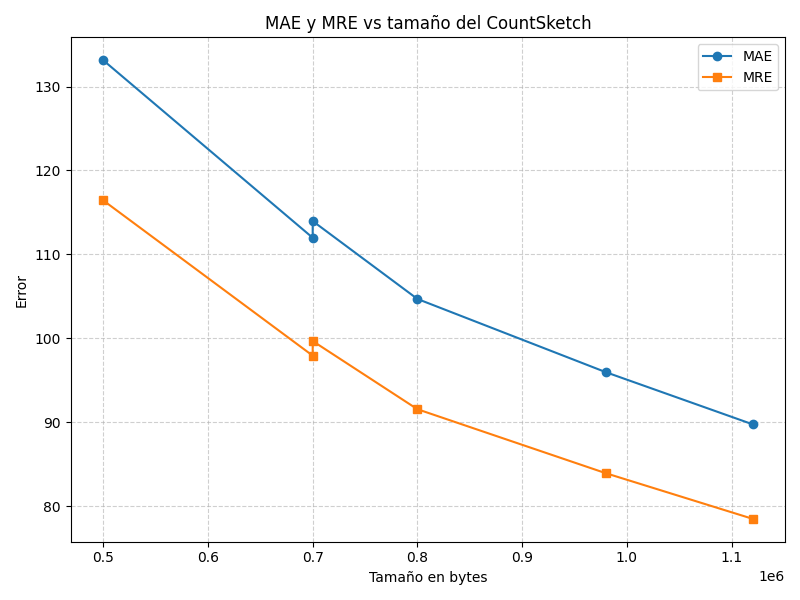 MAE y MRE vs tamaño del CountSketch
MAE
MRE
Error
130
120
110
100
90
80
0.5
0.6
0.7
0.8
0.9
1.0
1.1
1e6
Tamaño en bytes